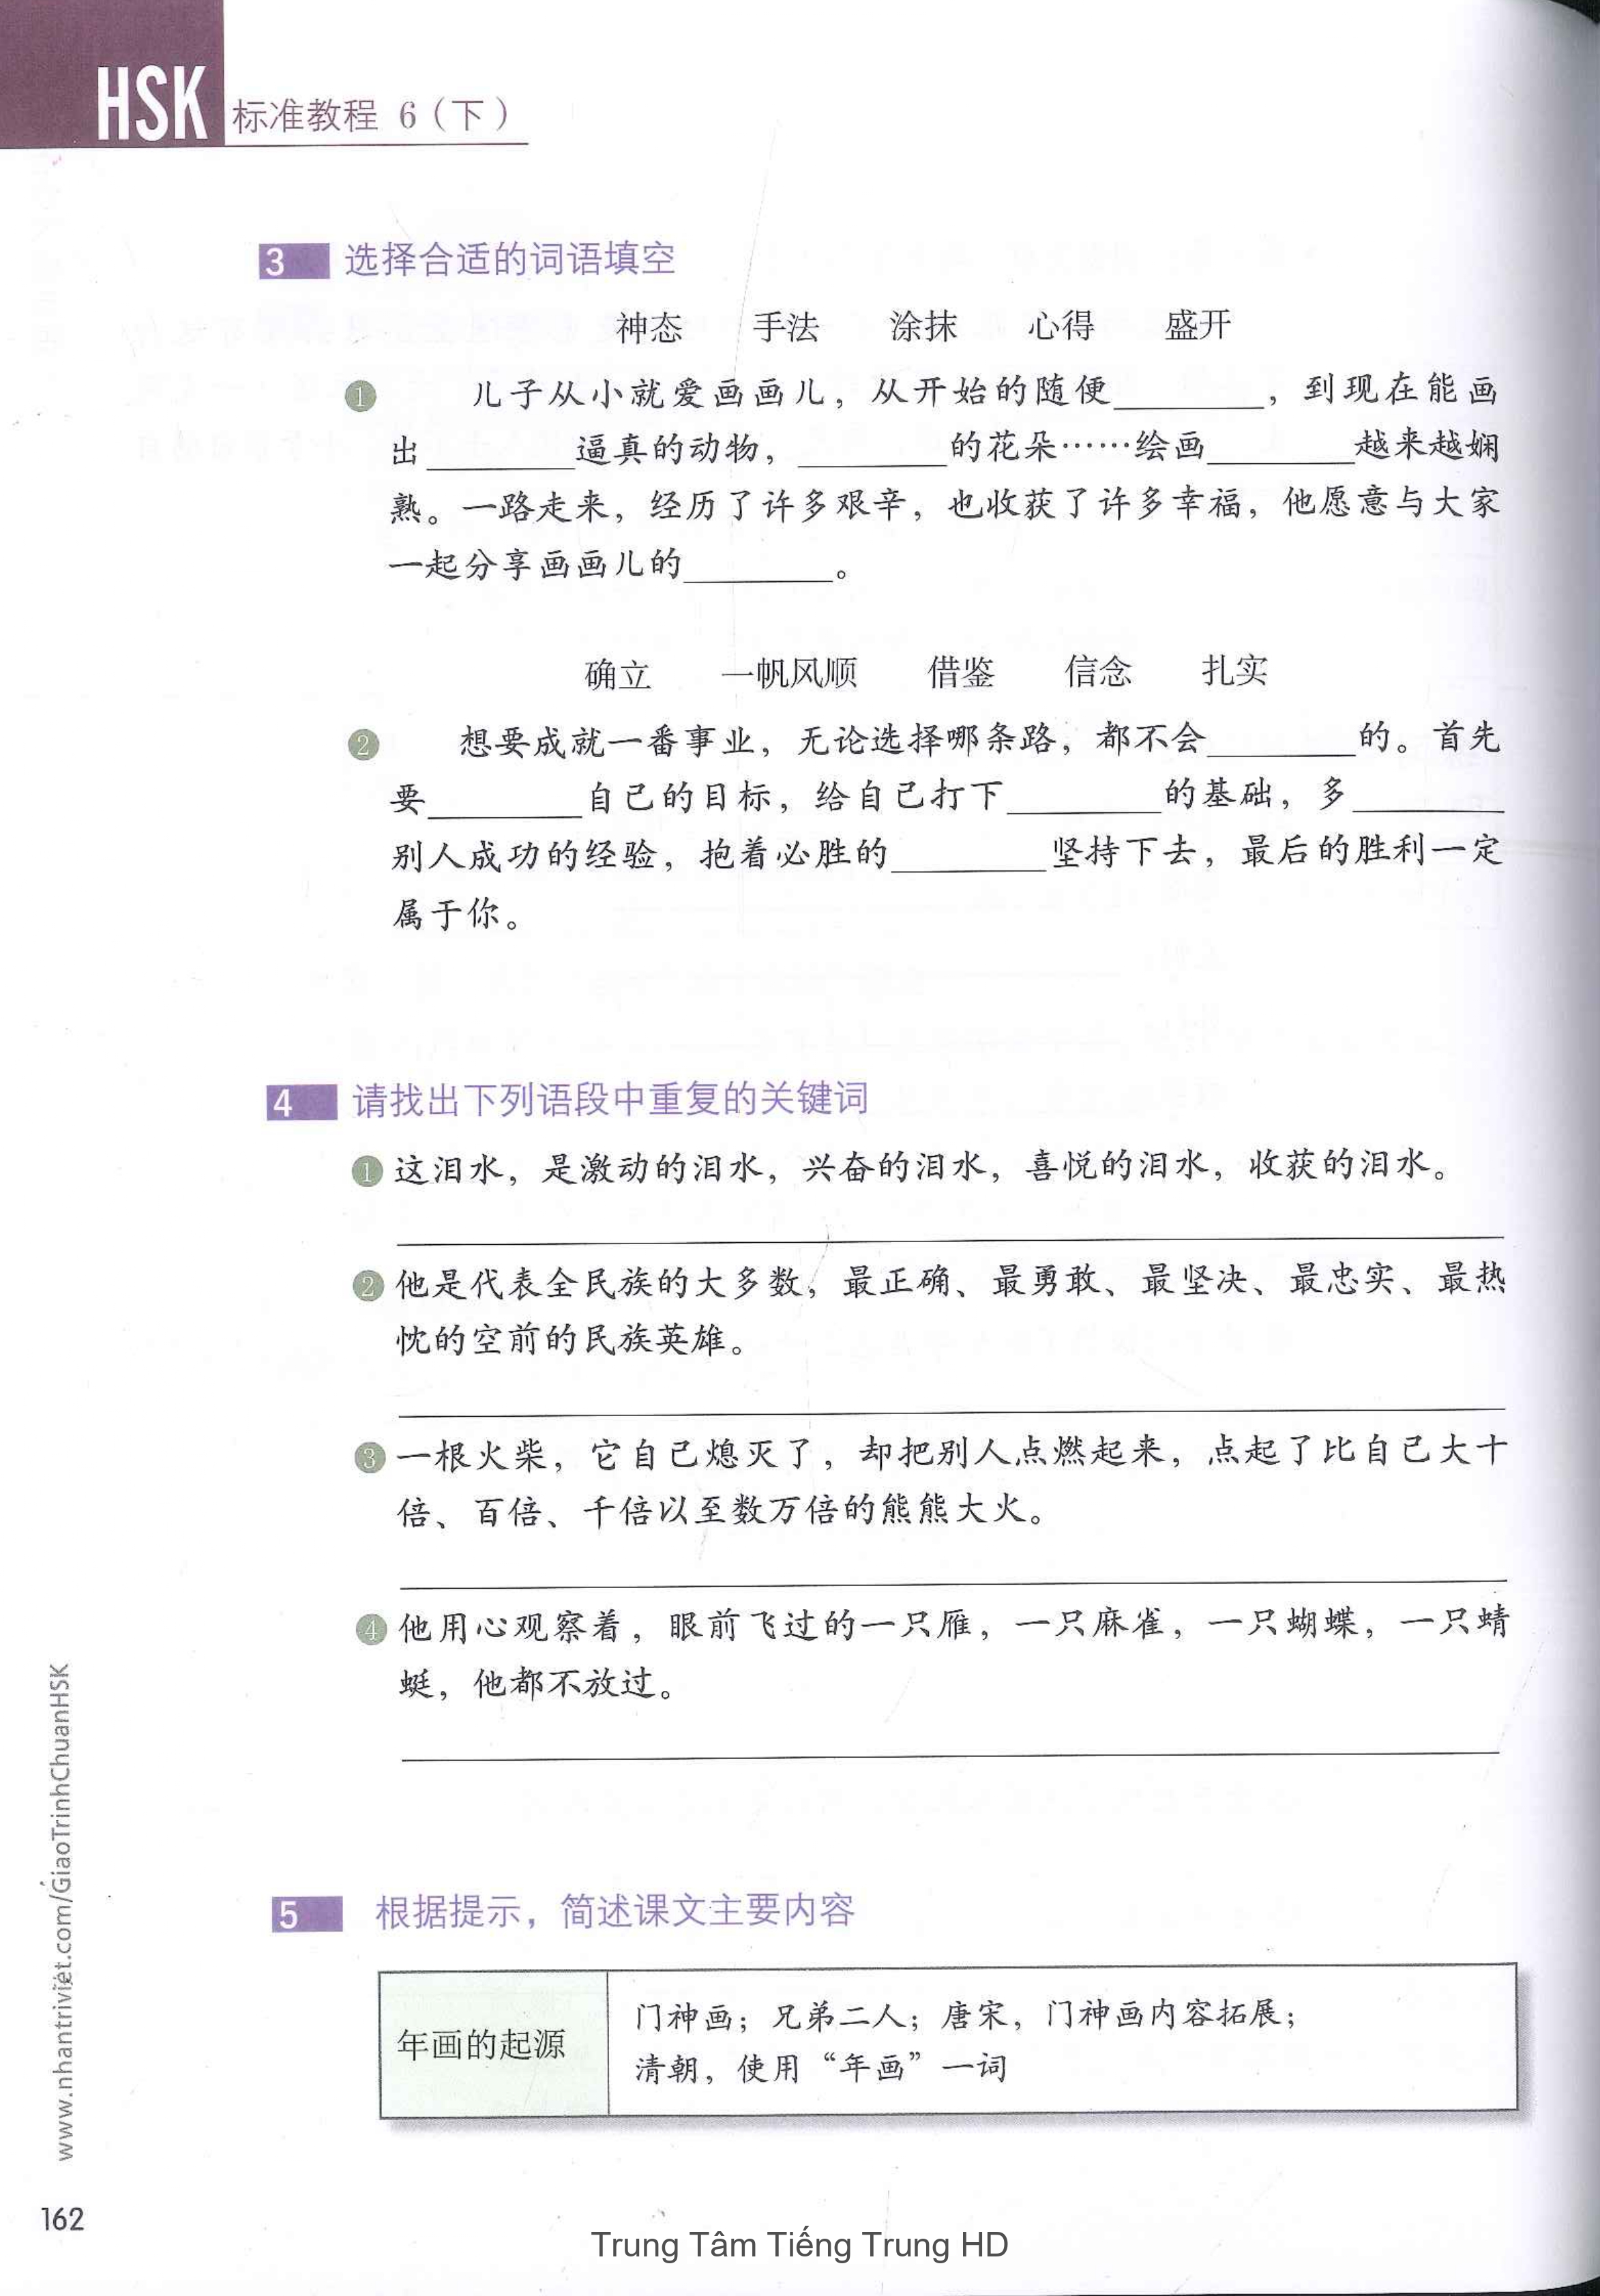 HSK 标准教程 6（下）
3 选择合适的词语填空
神态 手法 涂抹 心得 盛开
1 儿子从小就爱画画儿，从开始的随便________，到现在能画
出________逼真的动物，________的花朵……绘画________越来越娴
熟。一路走来，经历了许多艰辛，也收获了许多幸福，他愿意与大家
一起分享画画儿的________。
确立 一帆风顺 借鉴 信念 扎实
2 想要成就一番事业，无论选择哪条路，都不会________的。首先
要________自己的目标，给自己打下________的基础，多________
别人成功的经验，抱着必胜的________坚持下去，最后的胜利一定
属于你。
4 请找出下列语段中重复的关键词
1 这泪水，是激动的泪水，兴奋的泪水，喜悦的泪水，收获的泪水。
2 他是代表全民族的大多数，最正确、最勇敢、最坚决、最忠实、最热
忱的空前的民族英雄。
3 一根火柴，它自己熄灭了，却把别人点燃起来，点起了比自己大十
倍、百倍、千倍以至数万倍的熊熊大火。
4 他用心观察着，眼前飞过的一只雁，一只麻雀，一只蝴蝶，一只蜻
蜓，他都不放过。
5 根据提示，简述课文主要内容
年画的起源
门神画；兄弟二人；唐宋，门神画内容拓展；
清朝，使用“年画”一词
www.nhantriviet.com/GiaoTrinhChuanHSK
162
Trung Tâm Tiếng Trung HD